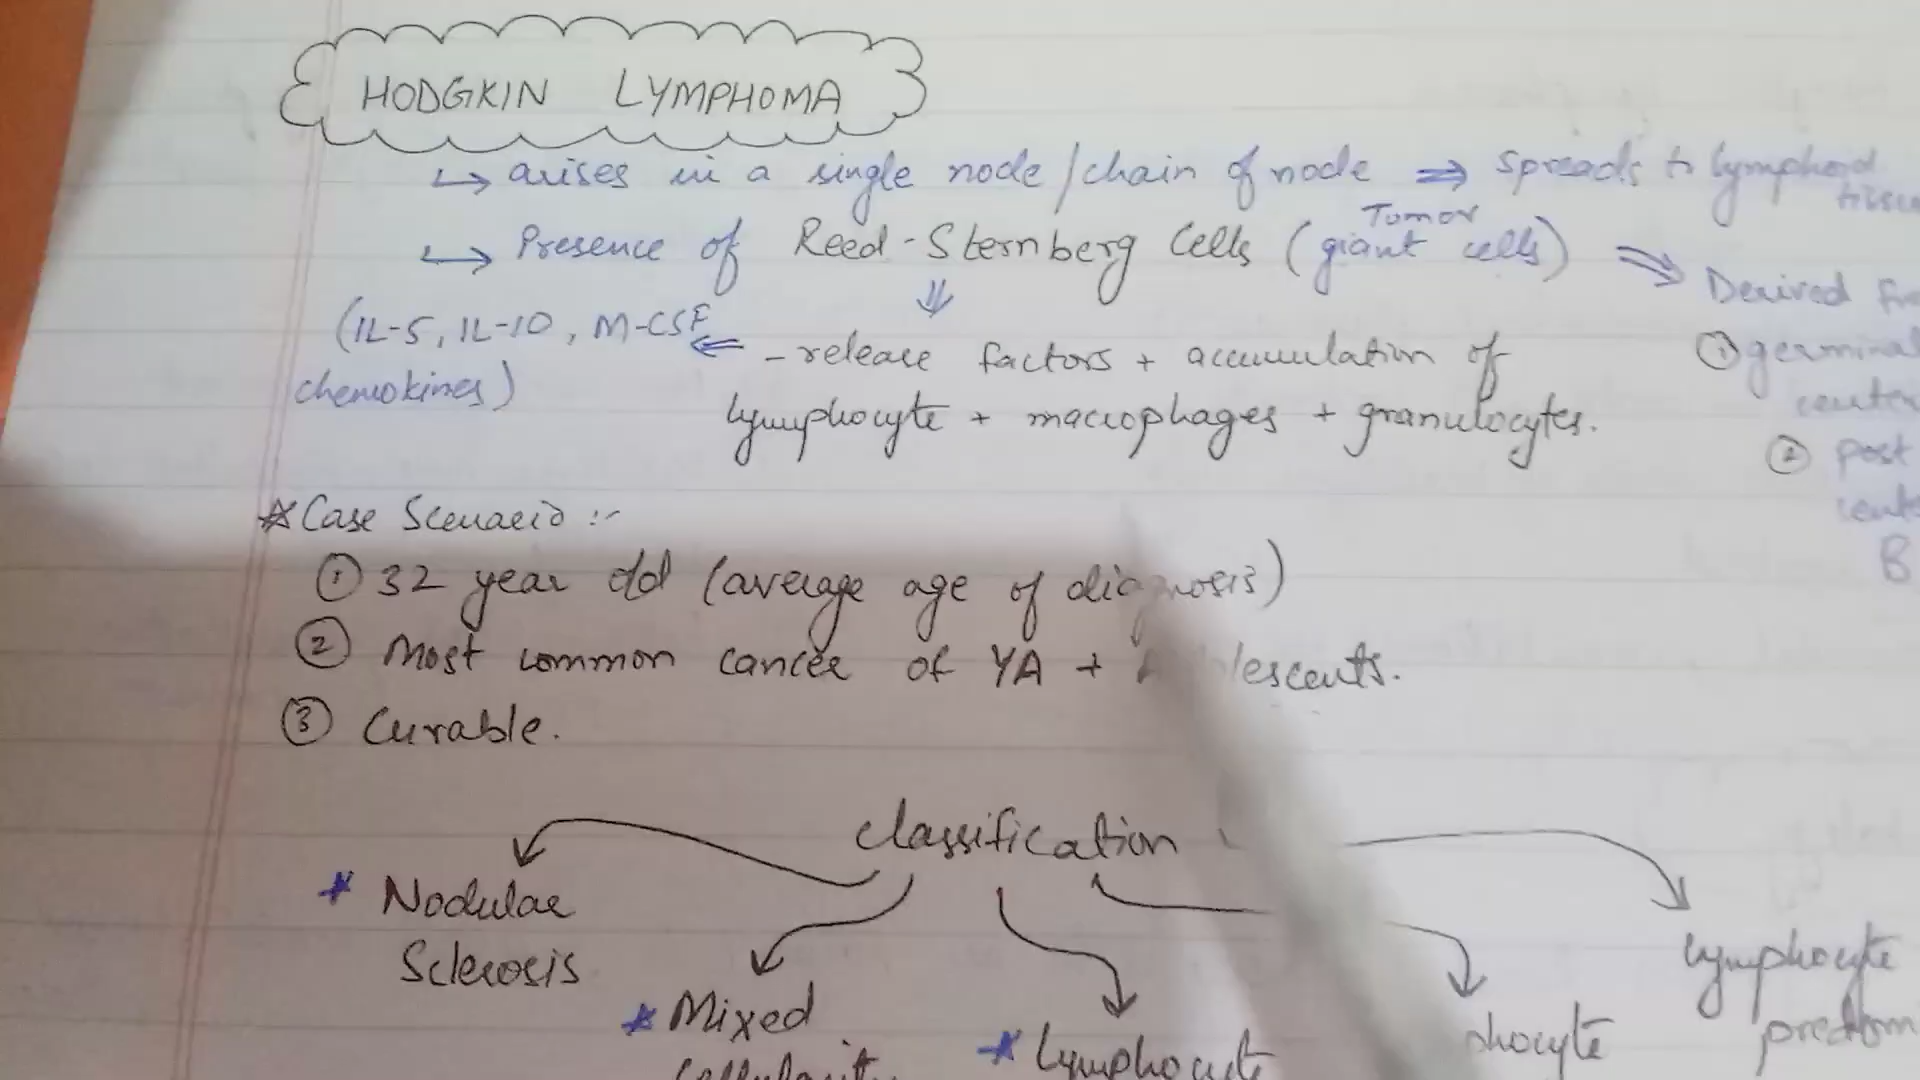 HODGKIN LYMPHOMA
↳ arises in a single node/chain of node ⇒ spreads to lymphoid
↳ Presence of Reed-Sternberg Cells (Tumor giant cells) ⇒ Derived
① germinal
② post
B
(IL-5, IL-10, M-CSF ⇐ - release factors + accumulation of
chemokines)
lymphocyte + macrophages + granulocytes.
* Case Scenario :-
① 32 year old (average age of diagnosis)
② Most common cancer of YA +
③ Curable.
Classification
* Nodular
Sclerosis
* Mixed
Cellularity
* Lymphocyte
lymphocyte